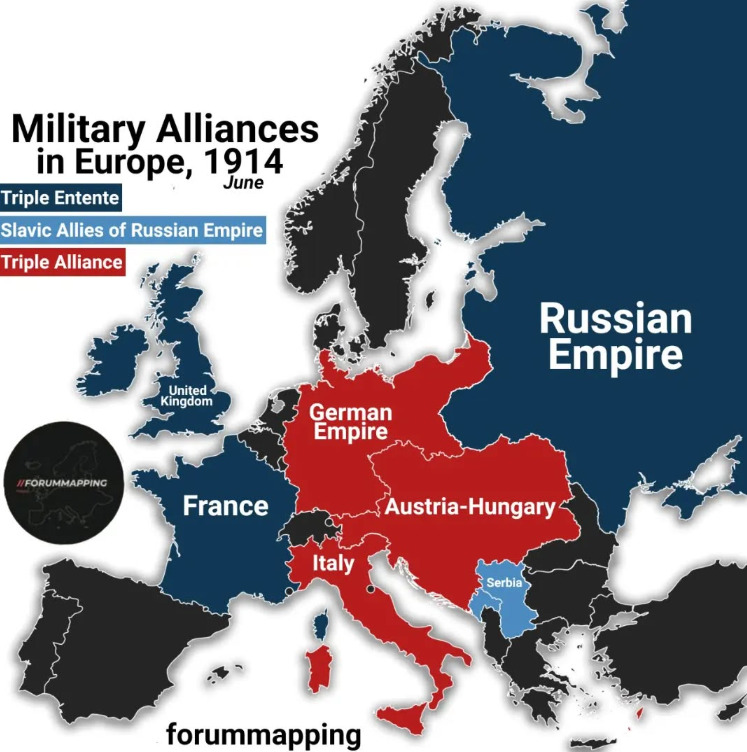 Military Alliances
in Europe, 1914
June
Triple Entente
Slavic Allies of Russian Empire
Triple Alliance
Russian
Empire
United
Kingdom
German
Empire
//FORUMMAPPING
France
Austria-Hungary
Italy
Serbia
forummapping